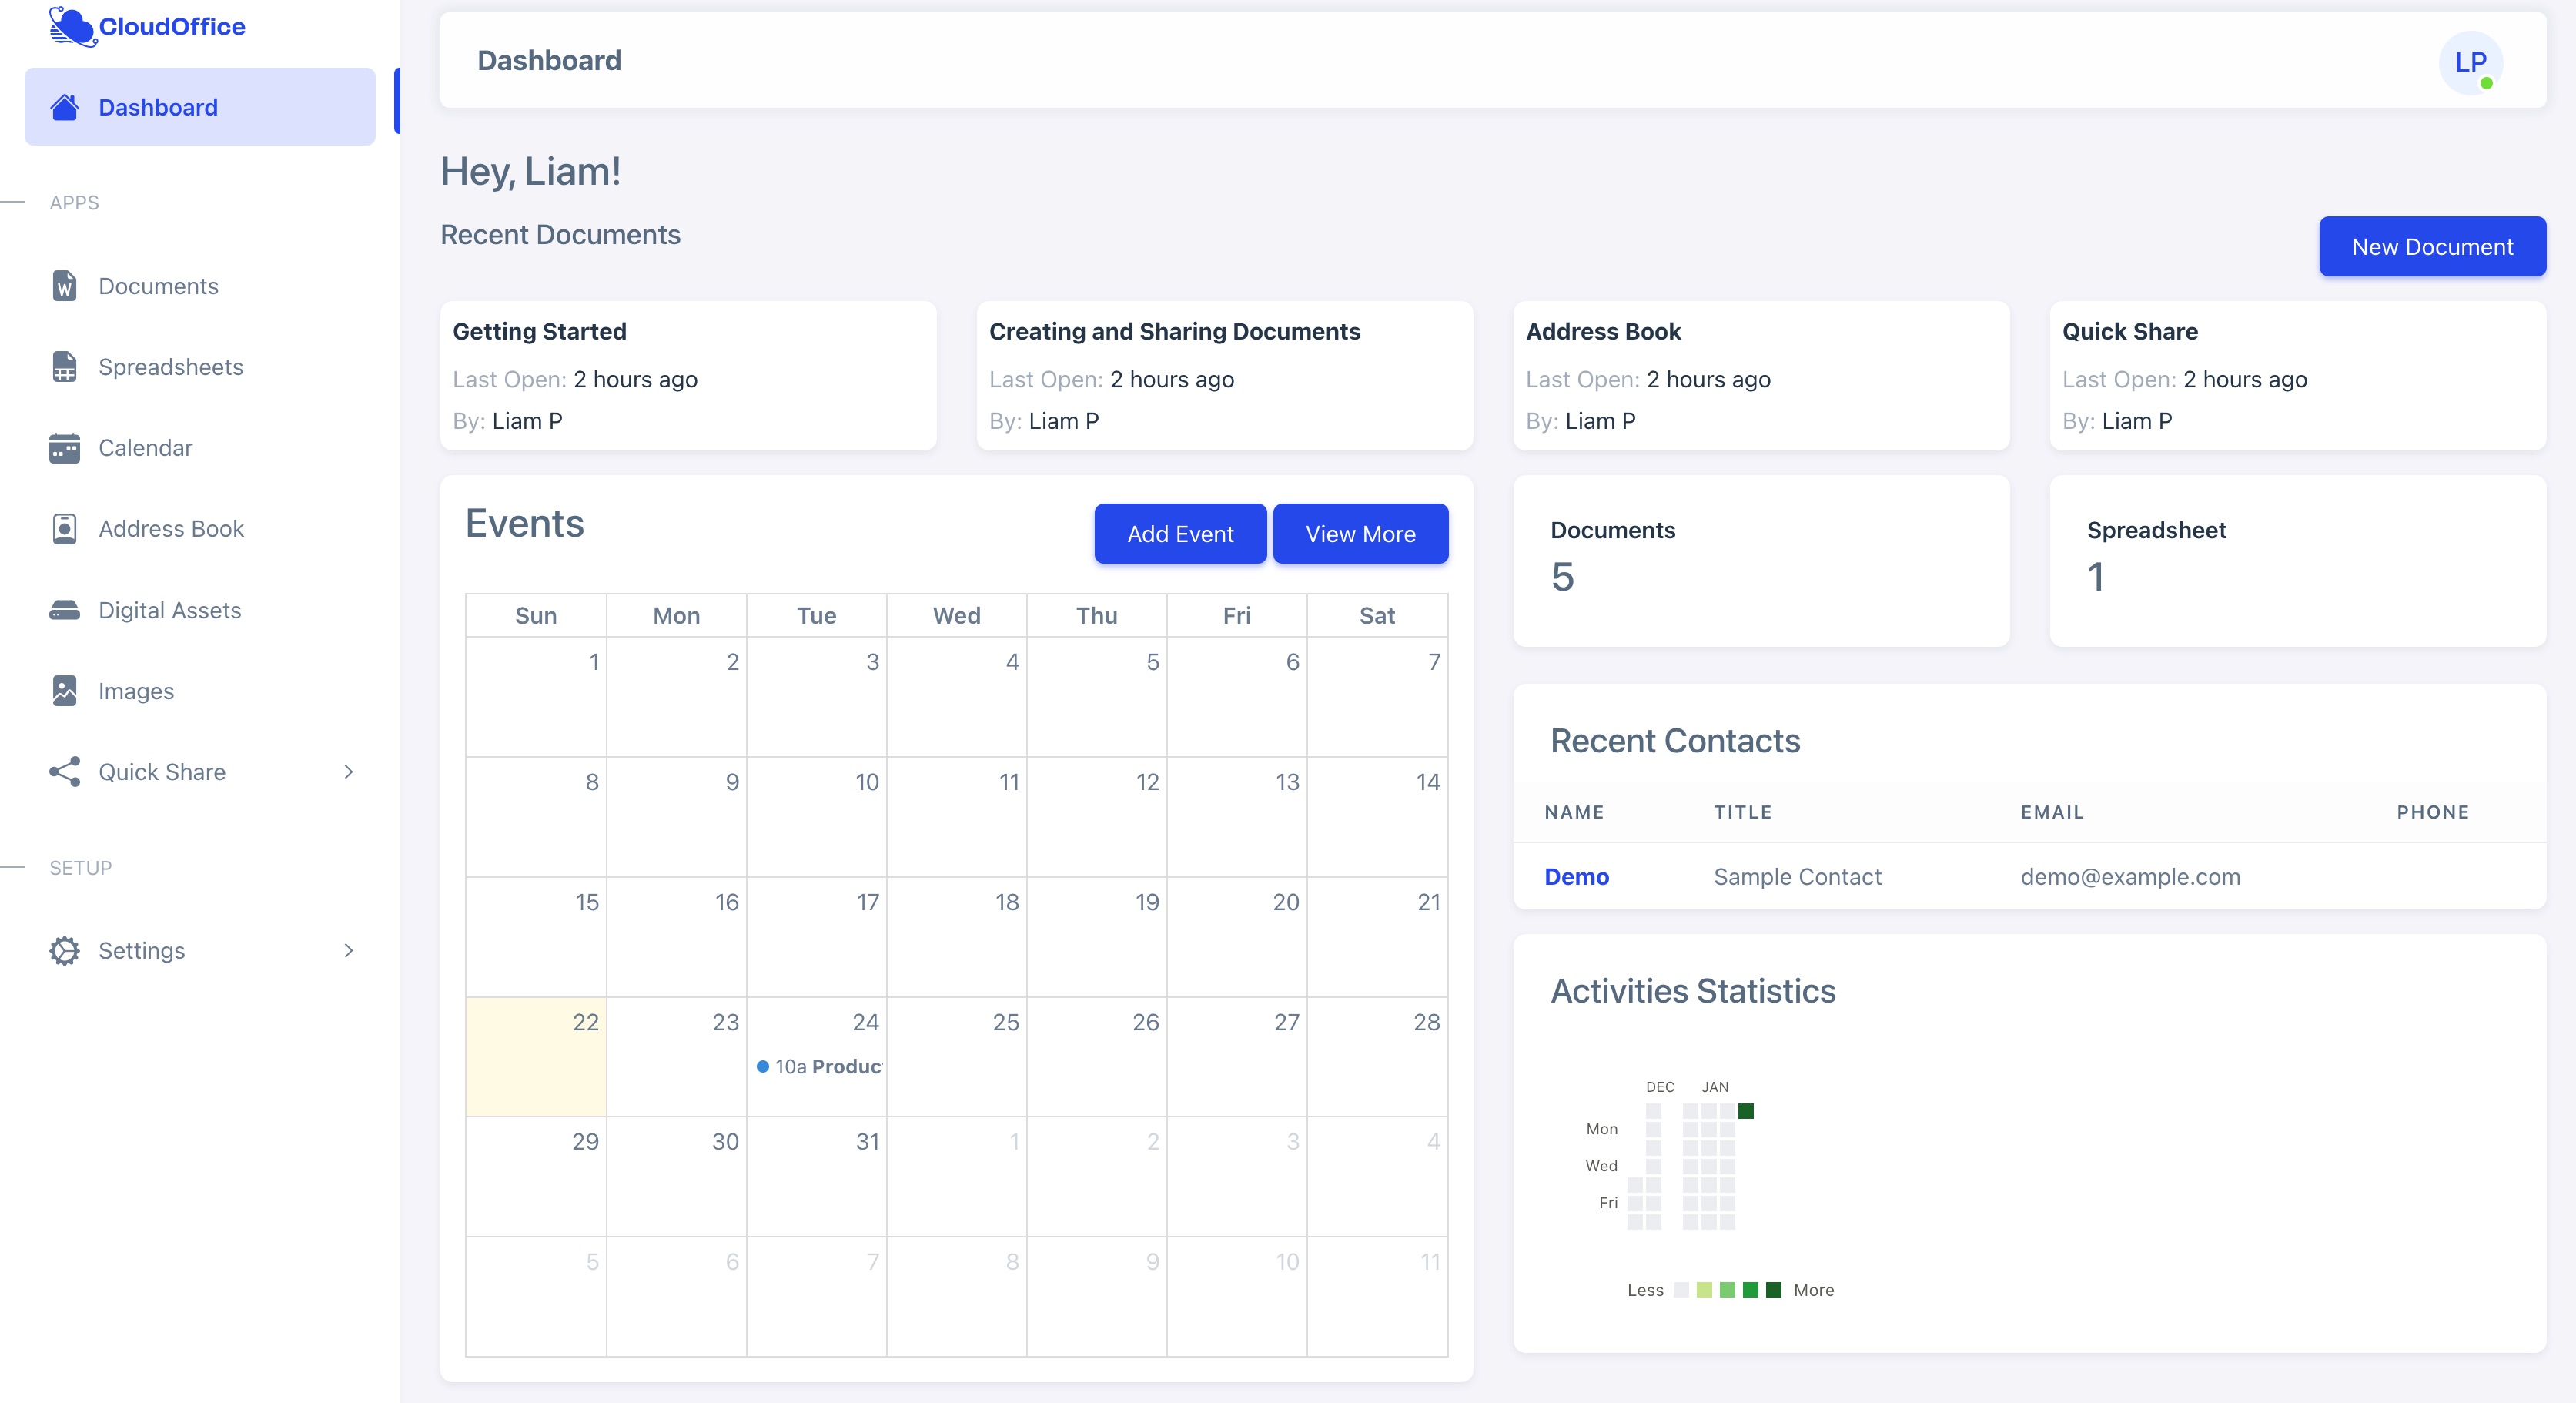 CloudOffice
Dashboard
APPS
Documents
Spreadsheets
Calendar
Address Book
Digital Assets
Images
Quick Share
SETUP
Settings
Dashboard
LP
Hey, Liam!
Recent Documents
New Document
Getting Started
Last Open: 2 hours ago
By: Liam P
Creating and Sharing Documents
Last Open: 2 hours ago
By: Liam P
Address Book
Last Open: 2 hours ago
By: Liam P
Quick Share
Last Open: 2 hours ago
By: Liam P
Events
Add Event
View More
Sun Mon Tue Wed Thu Fri Sat
1 2 3 4 5 6 7
8 9 10 11 12 13 14
15 16 17 18 19 20 21
22 23 24 25 26 27 28
10a Produc
29 30 31 1 2 3 4
5 6 7 8 9 10 11
Documents
5
Spreadsheet
1
Recent Contacts
NAME TITLE EMAIL PHONE
Demo Sample Contact demo@example.com
Activities Statistics
DEC JAN
Mon
Wed
Fri
Less More